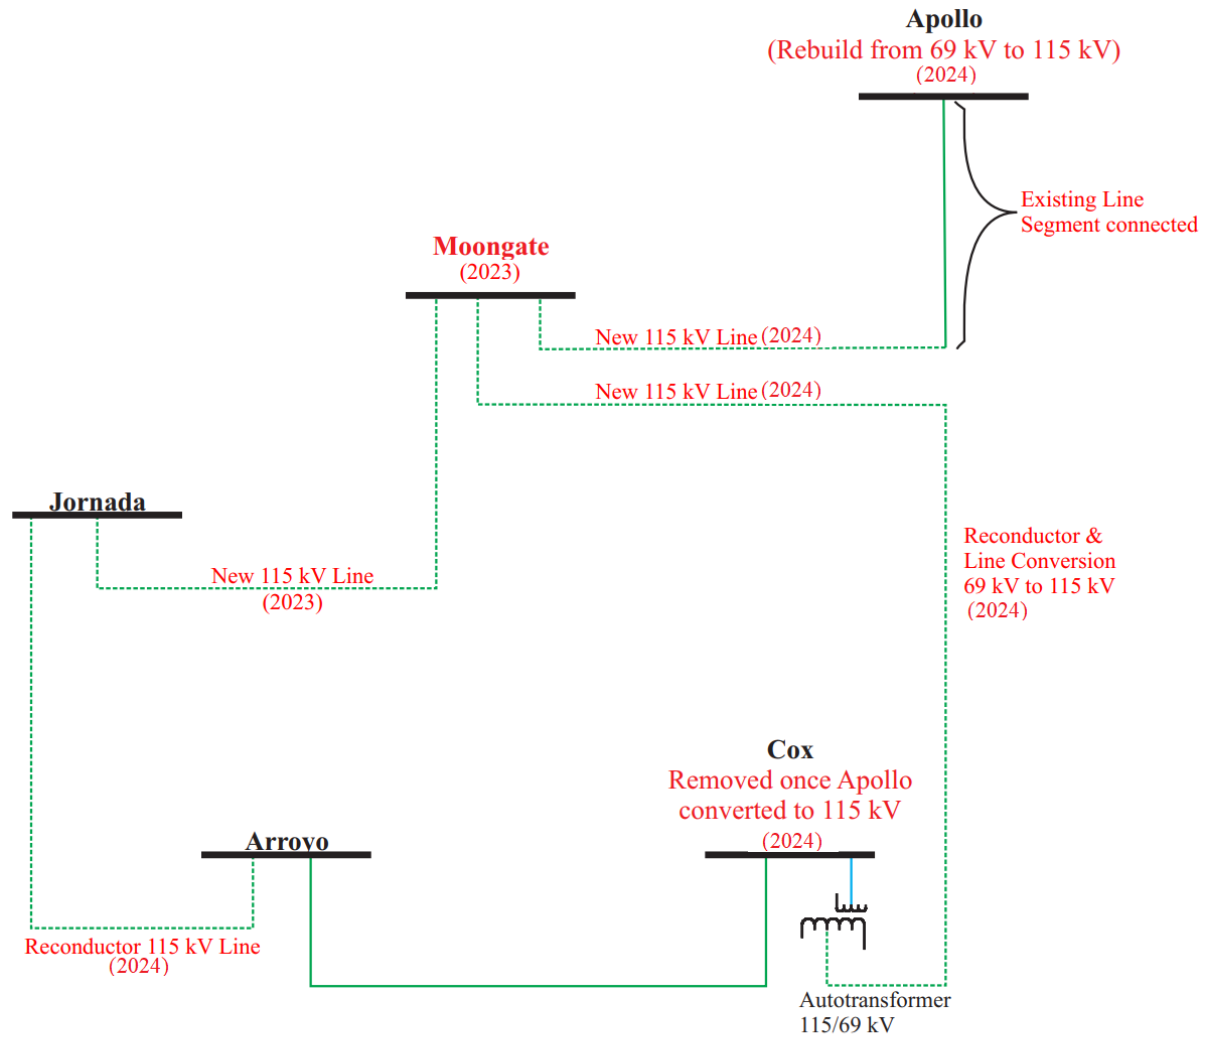 Apollo
(Rebuild from 69 kV to 115 kV)
(2024)
Existing Line
Segment connected
Moongate
(2023)
New 115 kV Line (2024)
New 115 kV Line (2024)
Jornada
New 115 kV Line
(2023)
Reconductor &
Line Conversion
69 kV to 115 kV
(2024)
Cox
Removed once Apollo
converted to 115 kV
(2024)
Arroyo
Reconductor 115 kV Line
(2024)
Autotransformer
115/69 kV